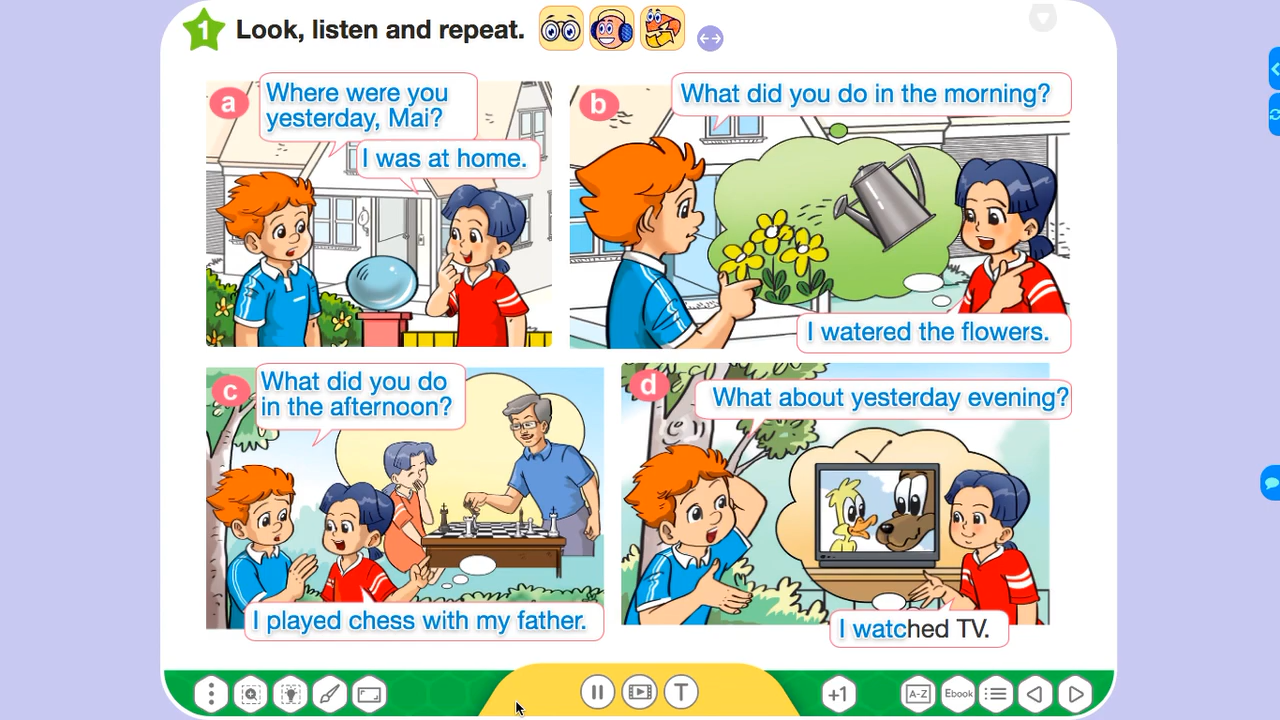 1 Look, listen and repeat.
a
Where were you
yesterday, Mai?
I was at home.
b
What did you do in the morning?
I watered the flowers.
c
What did you do
in the afternoon?
I played chess with my father.
d
What about yesterday evening?
I watched TV.
T
+1
A-Z
Ebook